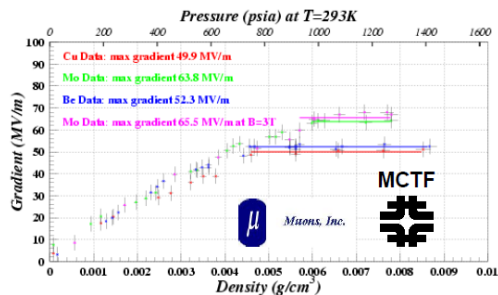 Pressure (psia) at T=293K
0 200 400 600 800 1000 1200 1400 1600
100
90
80
70
60
50
40
30
20
10
0
Gradient (MV/m)
Cu Data: max gradient 49.9 MV/m
Mo Data: max gradient 63.8 MV/m
Be Data: max gradient 52.3 MV/m
Mo Data: max gradient 65.5 MV/m at B=3T
MCTF
μ
Muons, Inc.
0 0.001 0.002 0.003 0.004 0.005 0.006 0.007 0.008 0.009 0.01
Density (g/cm³)